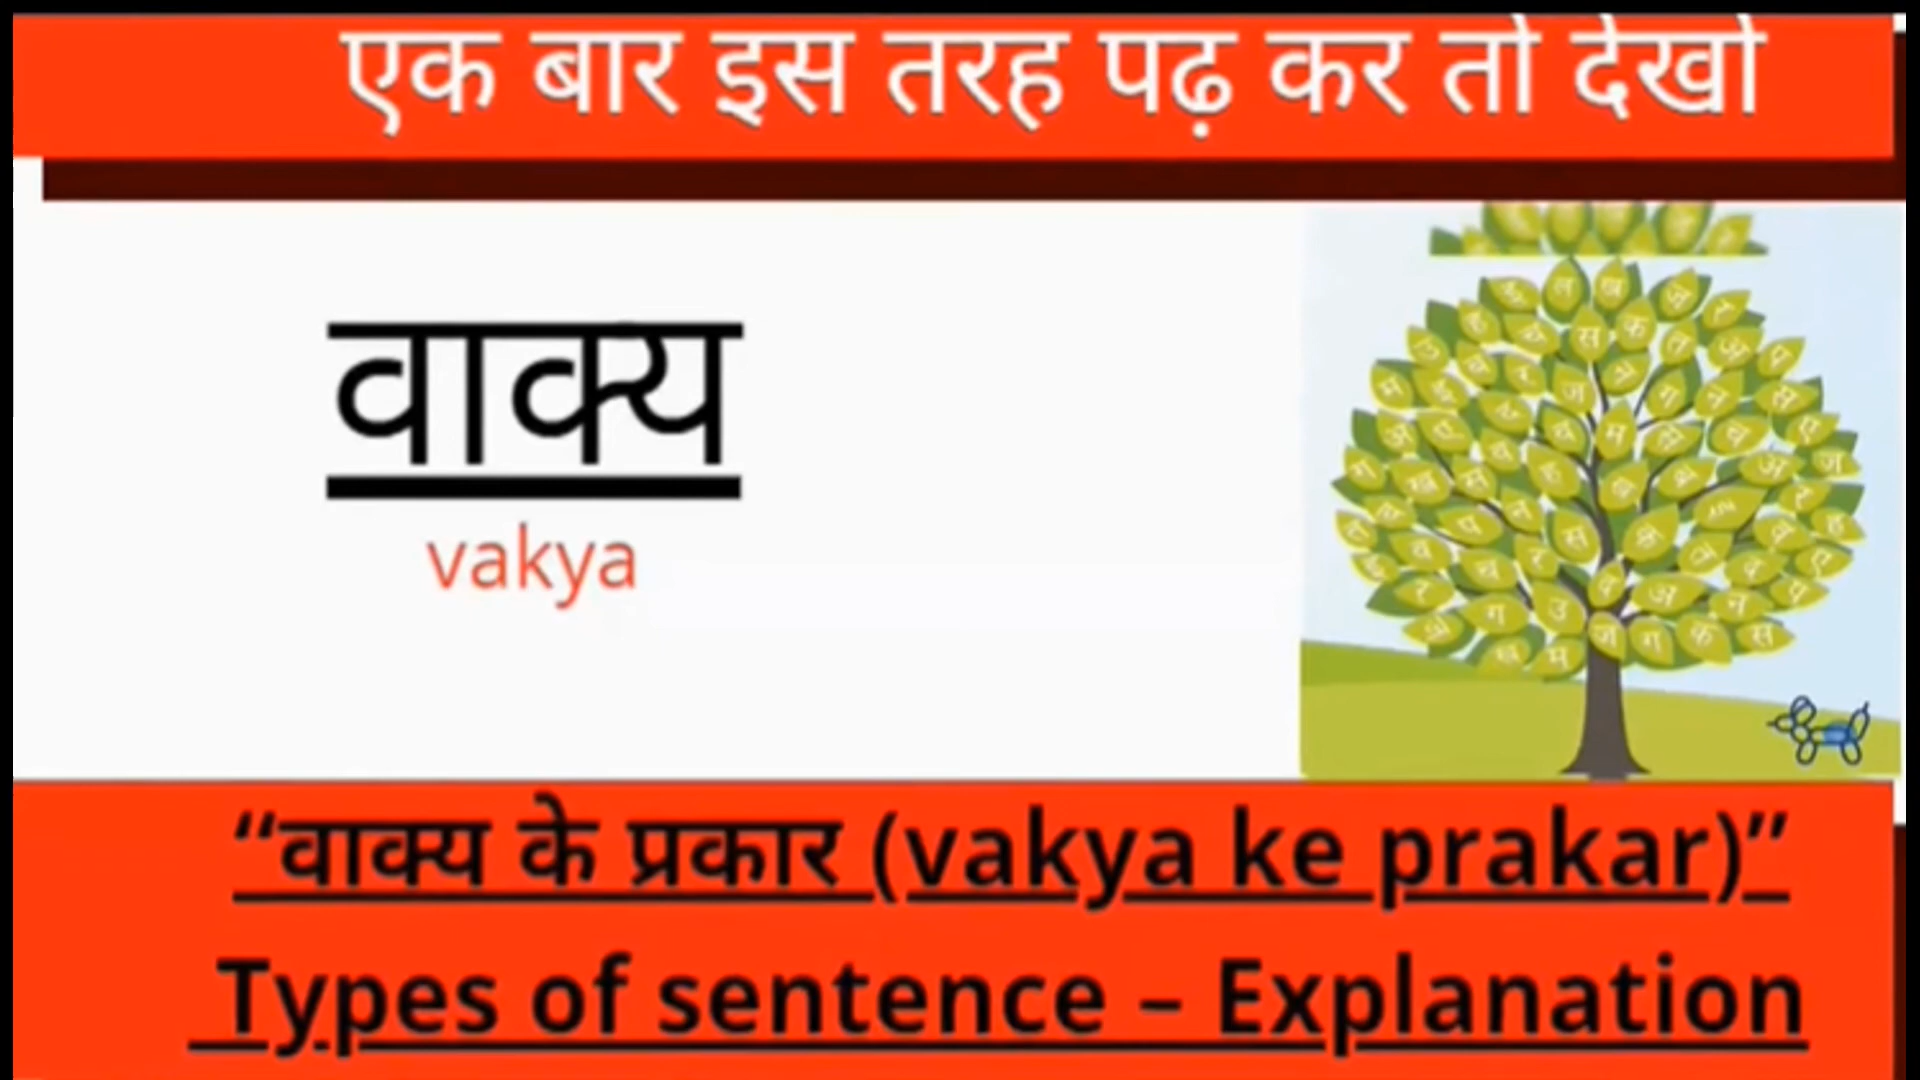 एक बार इस तरह पढ़ कर तो देखो
वाक्य
vakya
“वाक्य के प्रकार (vakya ke prakar)”
Types of sentence – Explanation